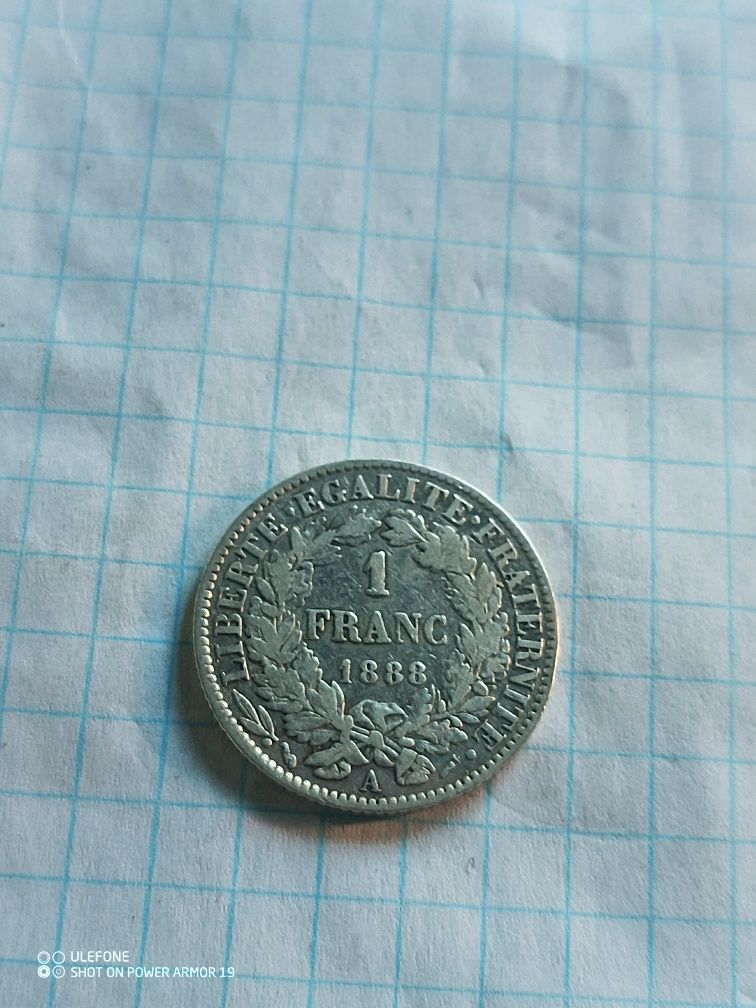 LIBERTE · EGALITE · FRATERNITE ·
1
FRANC
1888
A
ULEFONE
SHOT ON POWER ARMOR 19